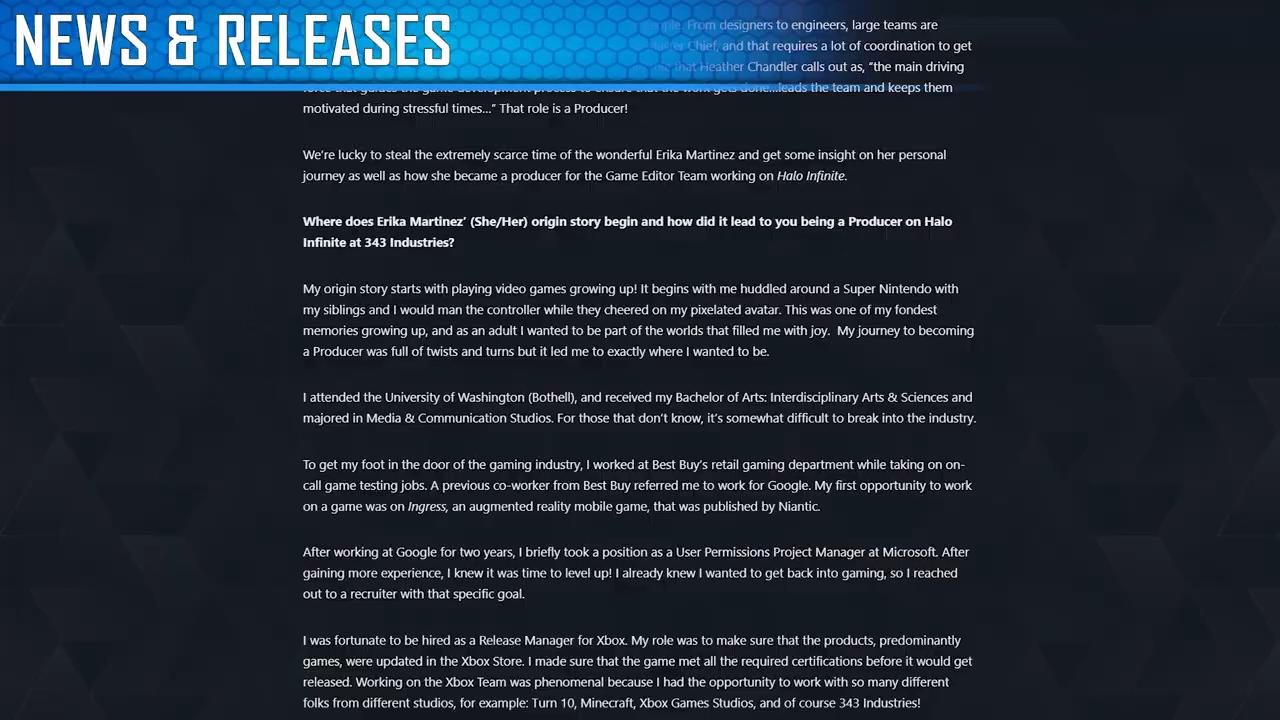 NEWS & RELEASES
From designers to engineers, large teams are
Chief, and that requires a lot of coordination to get
that Heather Chandler calls out as, “the main driving
force that guides the game development process to ensure that the work gets done...leads the team and keeps them
motivated during stressful times...” That role is a Producer!
We’re lucky to steal the extremely scarce time of the wonderful Erika Martinez and get some insight on her personal
journey as well as how she became a producer for the Game Editor Team working on Halo Infinite.
Where does Erika Martinez’ (She/Her) origin story begin and how did it lead to you being a Producer on Halo
Infinite at 343 Industries?
My origin story starts with playing video games growing up! It begins with me huddled around a Super Nintendo with
my siblings and I would man the controller while they cheered on my pixelated avatar. This was one of my fondest
memories growing up, and as an adult I wanted to be part of the worlds that filled me with joy.  My journey to becoming
a Producer was full of twists and turns but it led me to exactly where I wanted to be.
I attended the University of Washington (Bothell), and received my Bachelor of Arts: Interdisciplinary Arts & Sciences and
majored in Media & Communication Studios. For those that don’t know, it’s somewhat difficult to break into the industry.
To get my foot in the door of the gaming industry, I worked at Best Buy’s retail gaming department while taking on on-
call game testing jobs. A previous co-worker from Best Buy referred me to work for Google. My first opportunity to work
on a game was on Ingress, an augmented reality mobile game, that was published by Niantic.
After working at Google for two years, I briefly took a position as a User Permissions Project Manager at Microsoft. After
gaining more experience, I knew it was time to level up! I already knew I wanted to get back into gaming, so I reached
out to a recruiter with that specific goal.
I was fortunate to be hired as a Release Manager for Xbox. My role was to make sure that the products, predominantly
games, were updated in the Xbox Store. I made sure that the game met all the required certifications before it would get
released. Working on the Xbox Team was phenomenal because I had the opportunity to work with so many different
folks from different studios, for example: Turn 10, Minecraft, Xbox Games Studios, and of course 343 Industries!